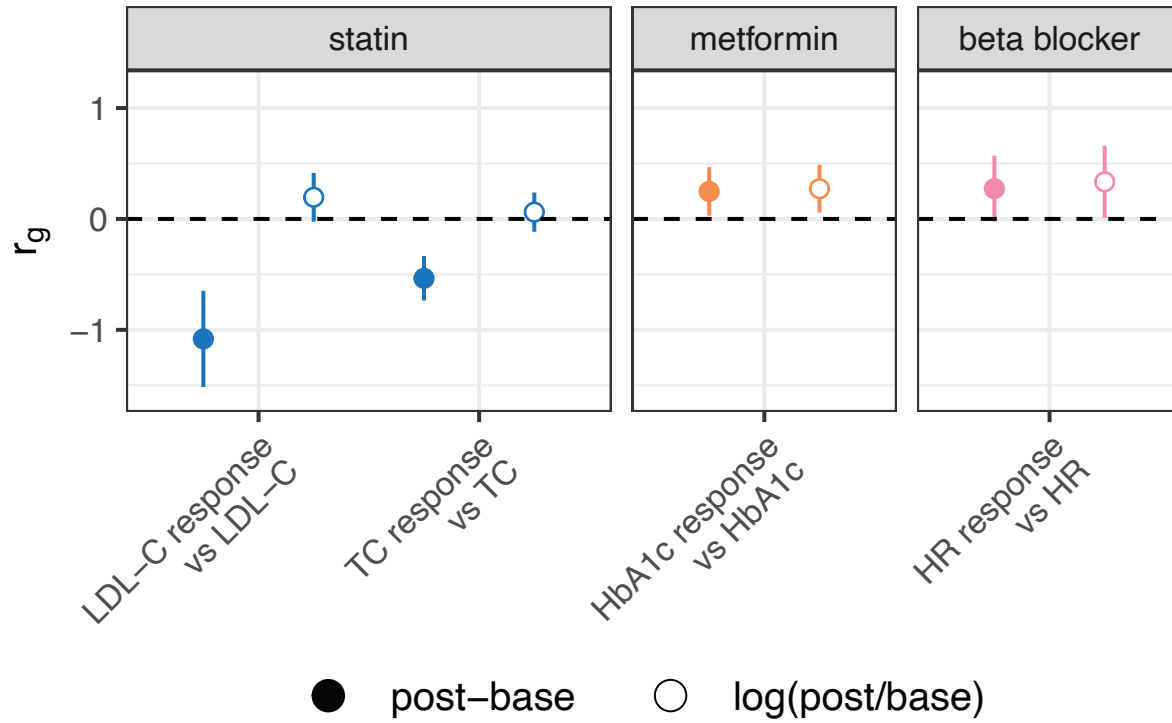 statin
metformin
beta blocker
1
0
−1
rg
LDL−C response
vs LDL−C
TC response
vs TC
HbA1c response
vs HbA1c
HR response
vs HR
post−base
log(post/base)